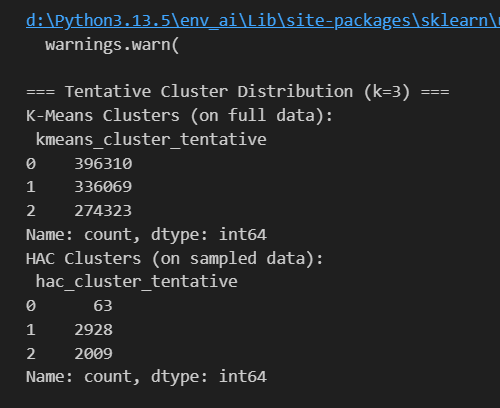 d:\Python3.13.5\env_ai\Lib\site-packages\sklearn\
warnings.warn(
=== Tentative Cluster Distribution (k=3) ===
K-Means Clusters (on full data):
kmeans_cluster_tentative
0    396310
1    336069
2    274323
Name: count, dtype: int64
HAC Clusters (on sampled data):
hac_cluster_tentative
0      63
1    2928
2    2009
Name: count, dtype: int64